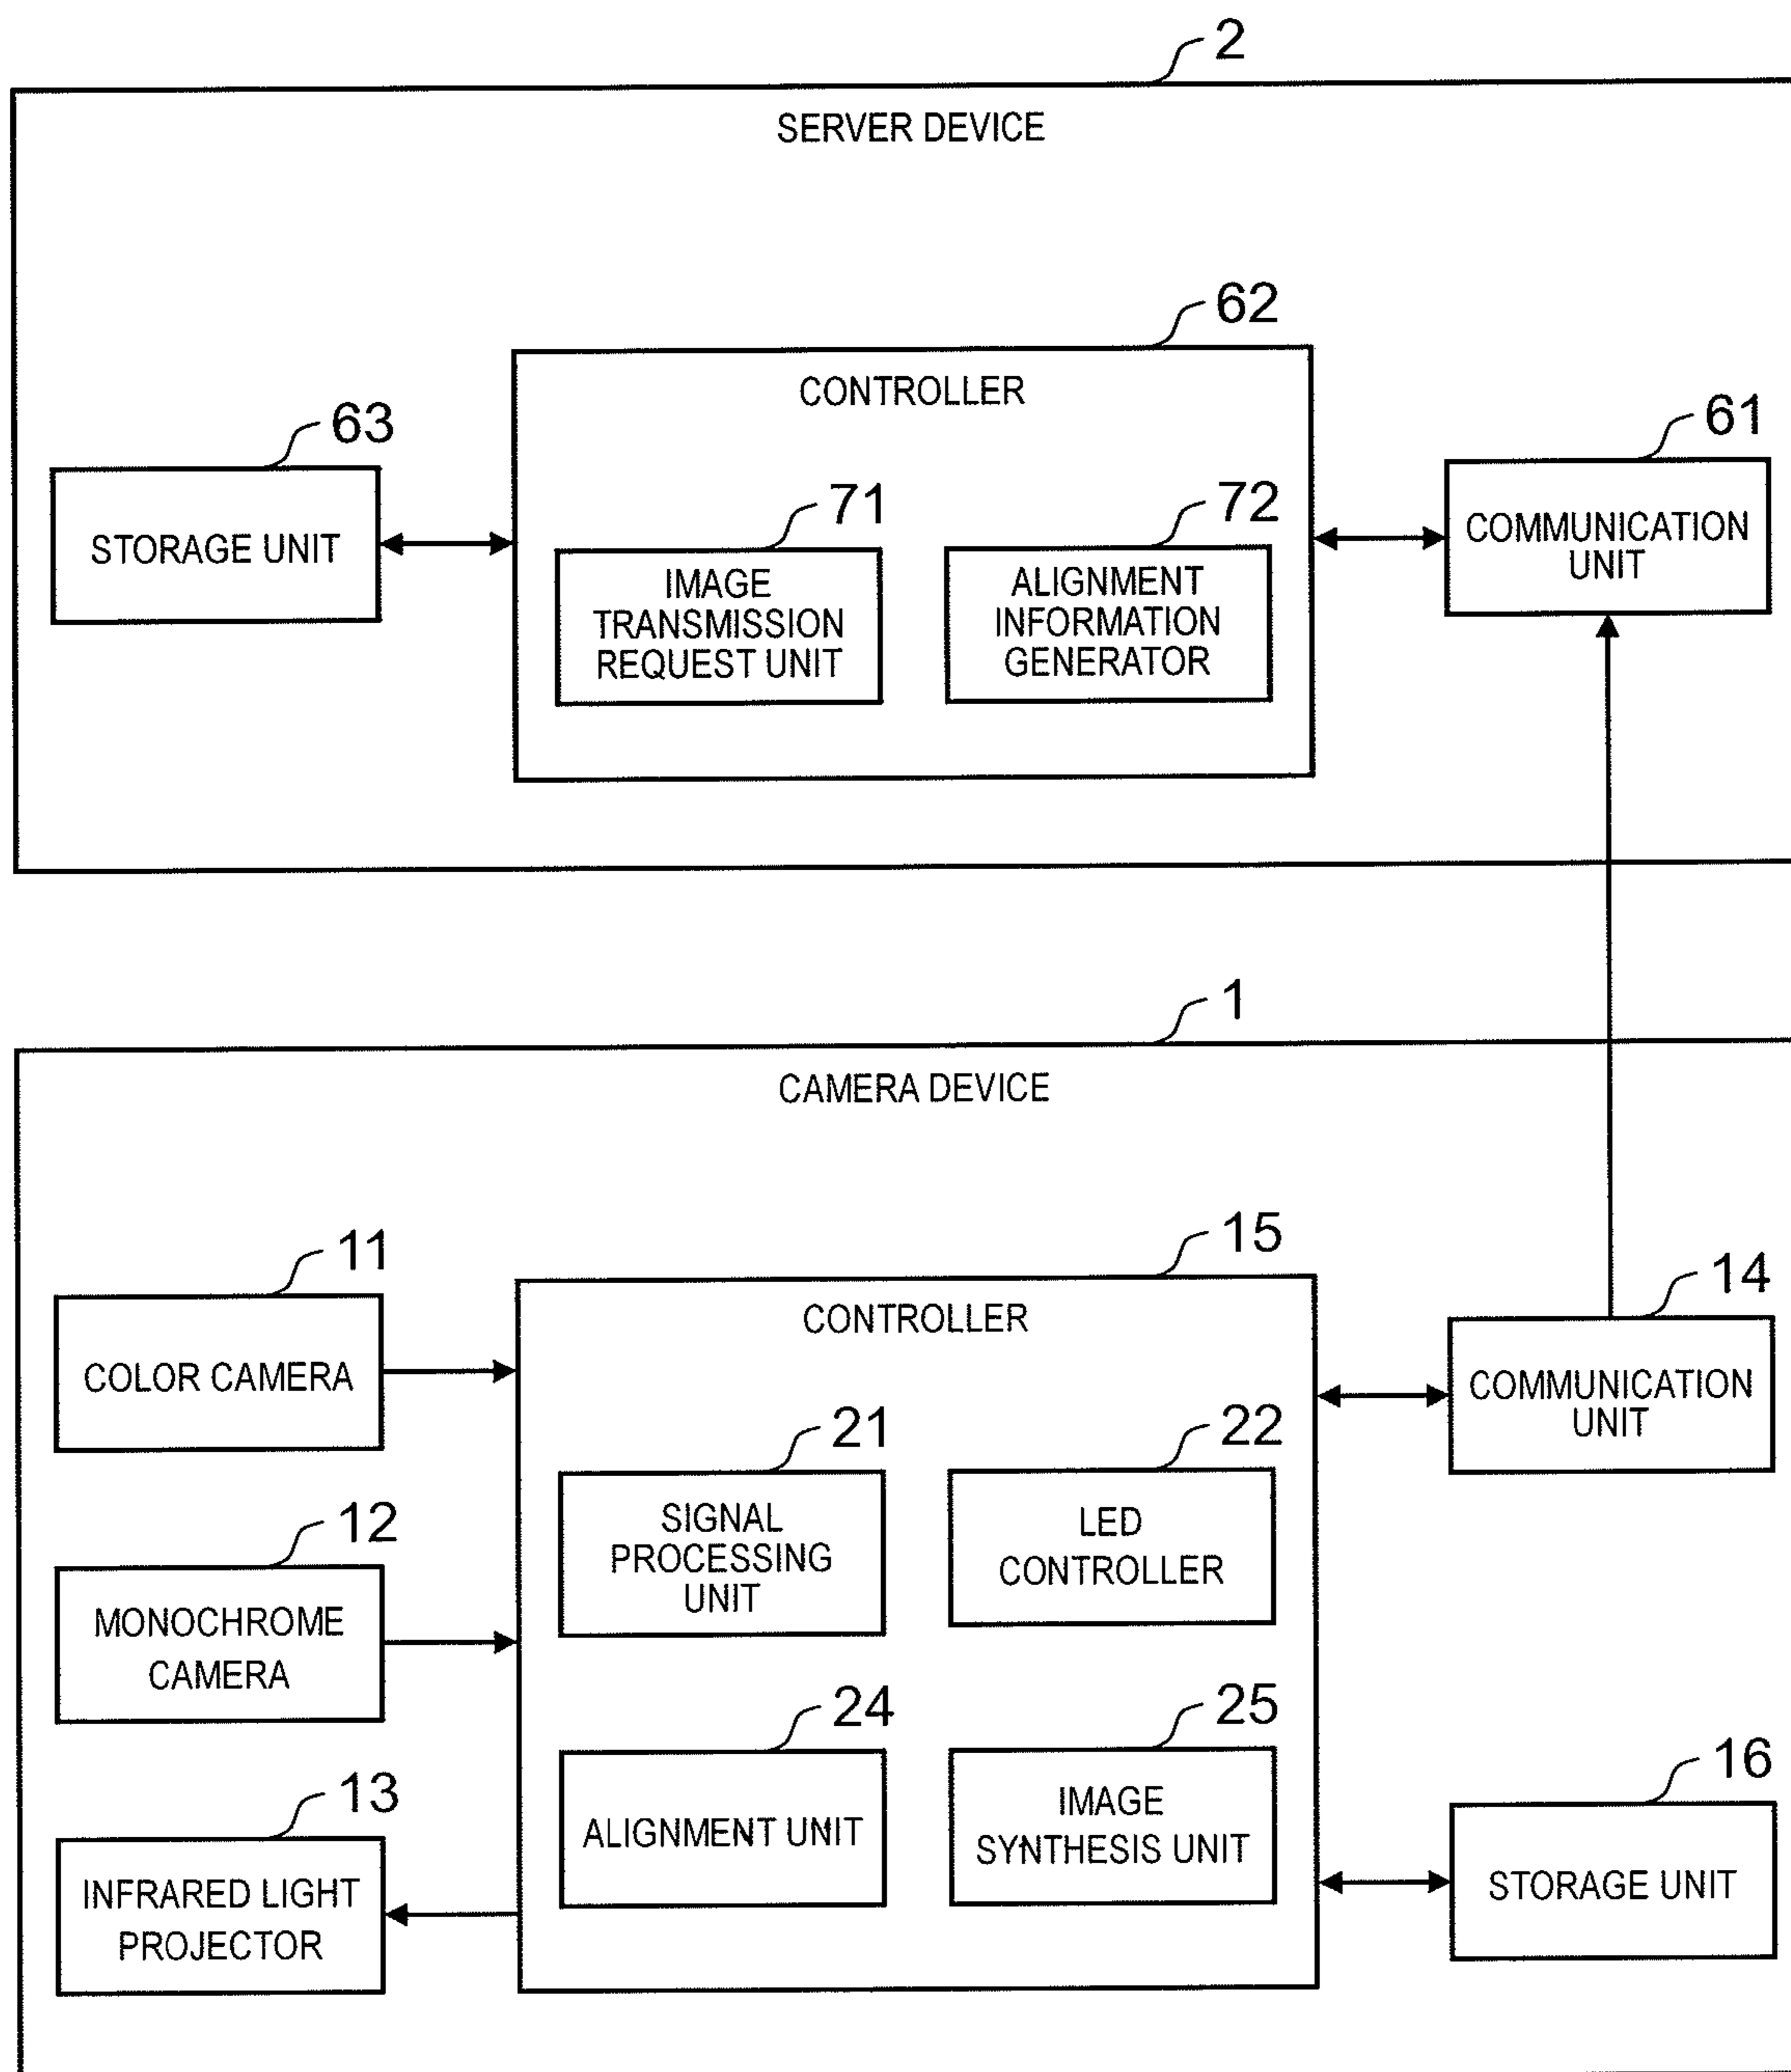 2
SERVER DEVICE
62
CONTROLLER
63
61
STORAGE UNIT
71
72
COMMUNICATION
UNIT
IMAGE
TRANSMISSION
REQUEST UNIT
ALIGNMENT
INFORMATION
GENERATOR
1
CAMERA DEVICE
11
15
14
COLOR CAMERA
CONTROLLER
COMMUNICATION
UNIT
21
22
SIGNAL
PROCESSING
UNIT
LED
CONTROLLER
12
MONOCHROME
CAMERA
24
25
ALIGNMENT UNIT
IMAGE
SYNTHESIS UNIT
13
16
INFRARED LIGHT
PROJECTOR
STORAGE UNIT